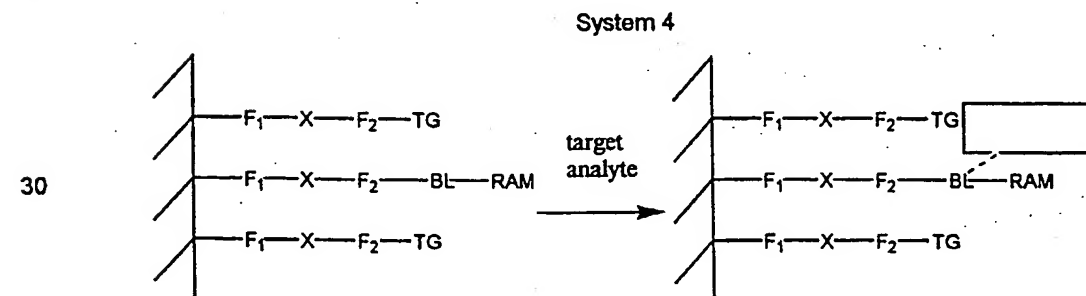 System 4
F₁—X—F₂—TG
target
analyte
F₁—X—F₂—TG
30
F₁—X—F₂—BL—RAM
F₁—X—F₂—BL—RAM
F₁—X—F₂—TG
F₁—X—F₂—TG